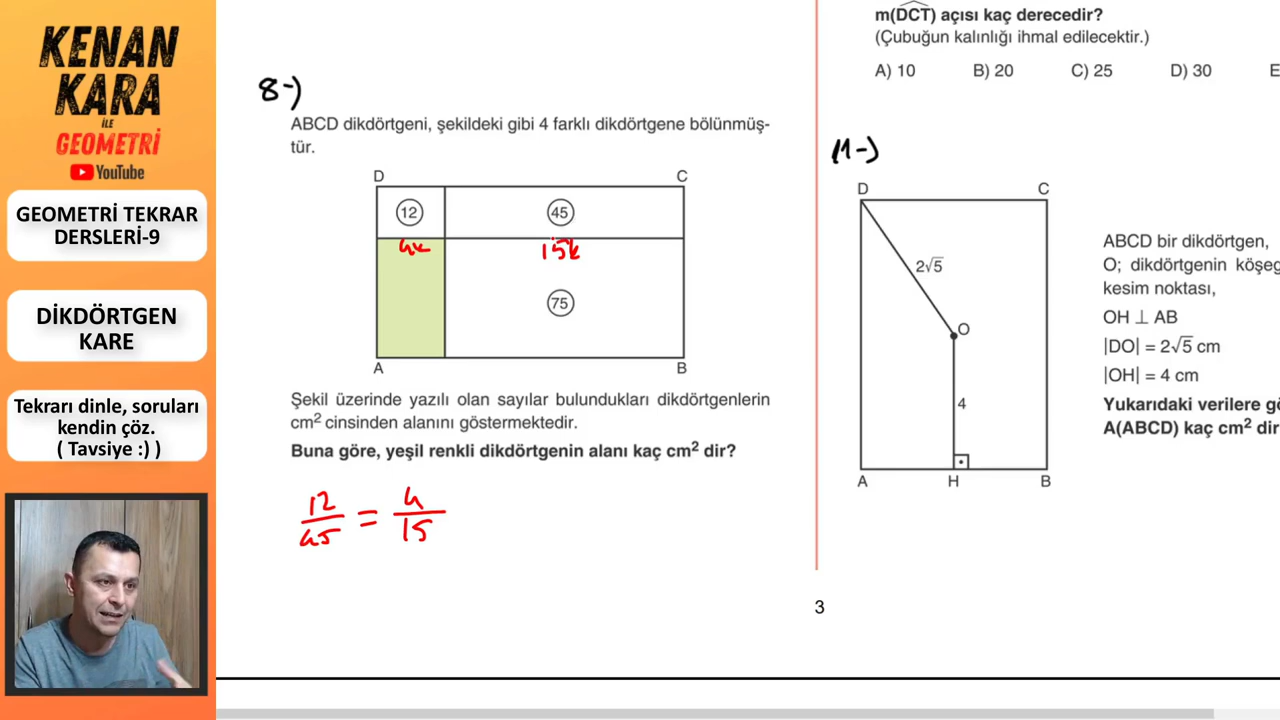 KENAN
KARA
İLE
GEOMETRİ
YouTube
GEOMETRİ TEKRAR
DERSLERİ-9
DİKDÖRTGEN
KARE
Tekrarı dinle, soruları
kendin çöz.
( Tavsiye :) )
8-)
ABCD dikdörtgeni, şekildeki gibi 4 farklı dikdörtgene bölünmüş-
tür.
D C
12 45
4k 15k
75
A B
Şekil üzerinde yazılı olan sayılar bulundukları dikdörtgenlerin
cm² cinsinden alanını göstermektedir.
Buna göre, yeşil renkli dikdörtgenin alanı kaç cm² dir?
12/45 = 4/15
m(DCT) açısı kaç derecedir?
(Çubuğun kalınlığı ihmal edilecektir.)
A) 10 B) 20 C) 25 D) 30 E
11-)
D C
2√5
O
4
A H B
ABCD bir dikdörtgen,
O; dikdörtgenin köşeg
kesim noktası,
OH ⊥ AB
|DO| = 2√5 cm
|OH| = 4 cm
Yukarıdaki verilere gö
A(ABCD) kaç cm² dir
3